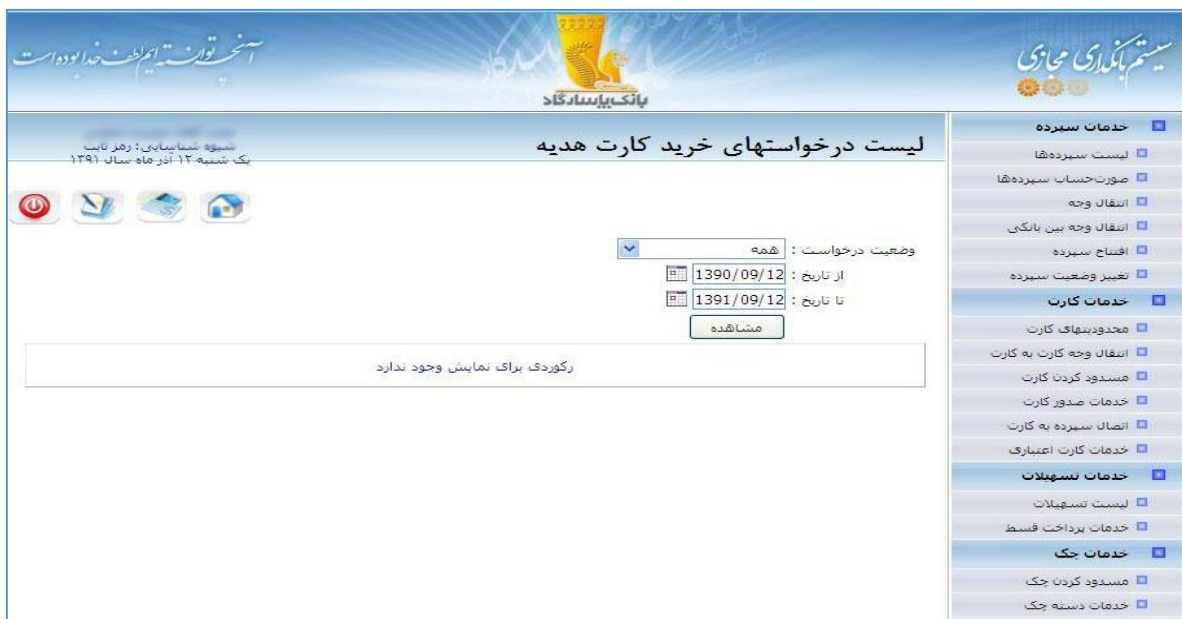 سیستم بانکداری مجازی
بانک پاسارگاد
آنچه توانسته ایم لطف خدا بوده است
لیست درخواستهای خرید کارت هدیه
شیوه شناسایی: رمز ثابت
یک شنبه ۱۲ آذر ماه سال ۱۳۹۱
وضعیت درخواست : همه
از تاریخ : 1390/09/12
تا تاریخ : 1391/09/12
مشاهده
رکوردی برای نمایش وجود ندارد
خدمات سپرده
لیست سپرده‌ها
صورت‌حساب سپرده‌ها
انتقال وجه
انتقال وجه بین بانکی
افتتاح سپرده
تغییر وضعیت سپرده
خدمات کارت
محدودیتهای کارت
انتقال وجه کارت به کارت
مسدود کردن کارت
خدمات صدور کارت
اتصال سپرده به کارت
خدمات کارت اعتباری
خدمات تسهیلات
لیست تسهیلات
خدمات پرداخت قسط
خدمات چک
مسدود کردن چک
خدمات دسته چک